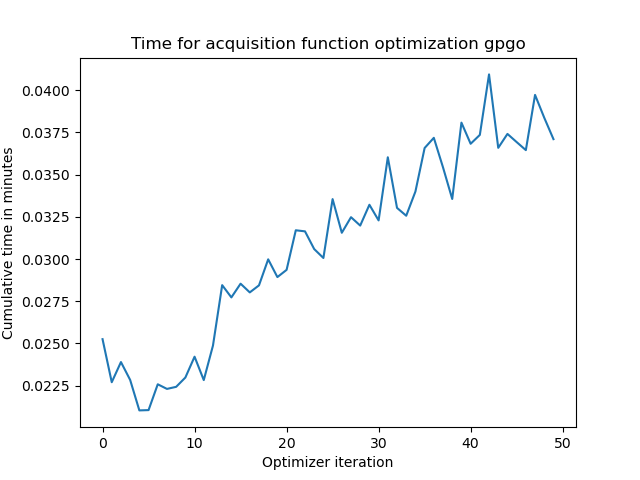 Time for acquisition function optimization gpgo
Cumulative time in minutes
0.0400
0.0375
0.0350
0.0325
0.0300
0.0275
0.0250
0.0225
0 10 20 30 40 50
Optimizer iteration